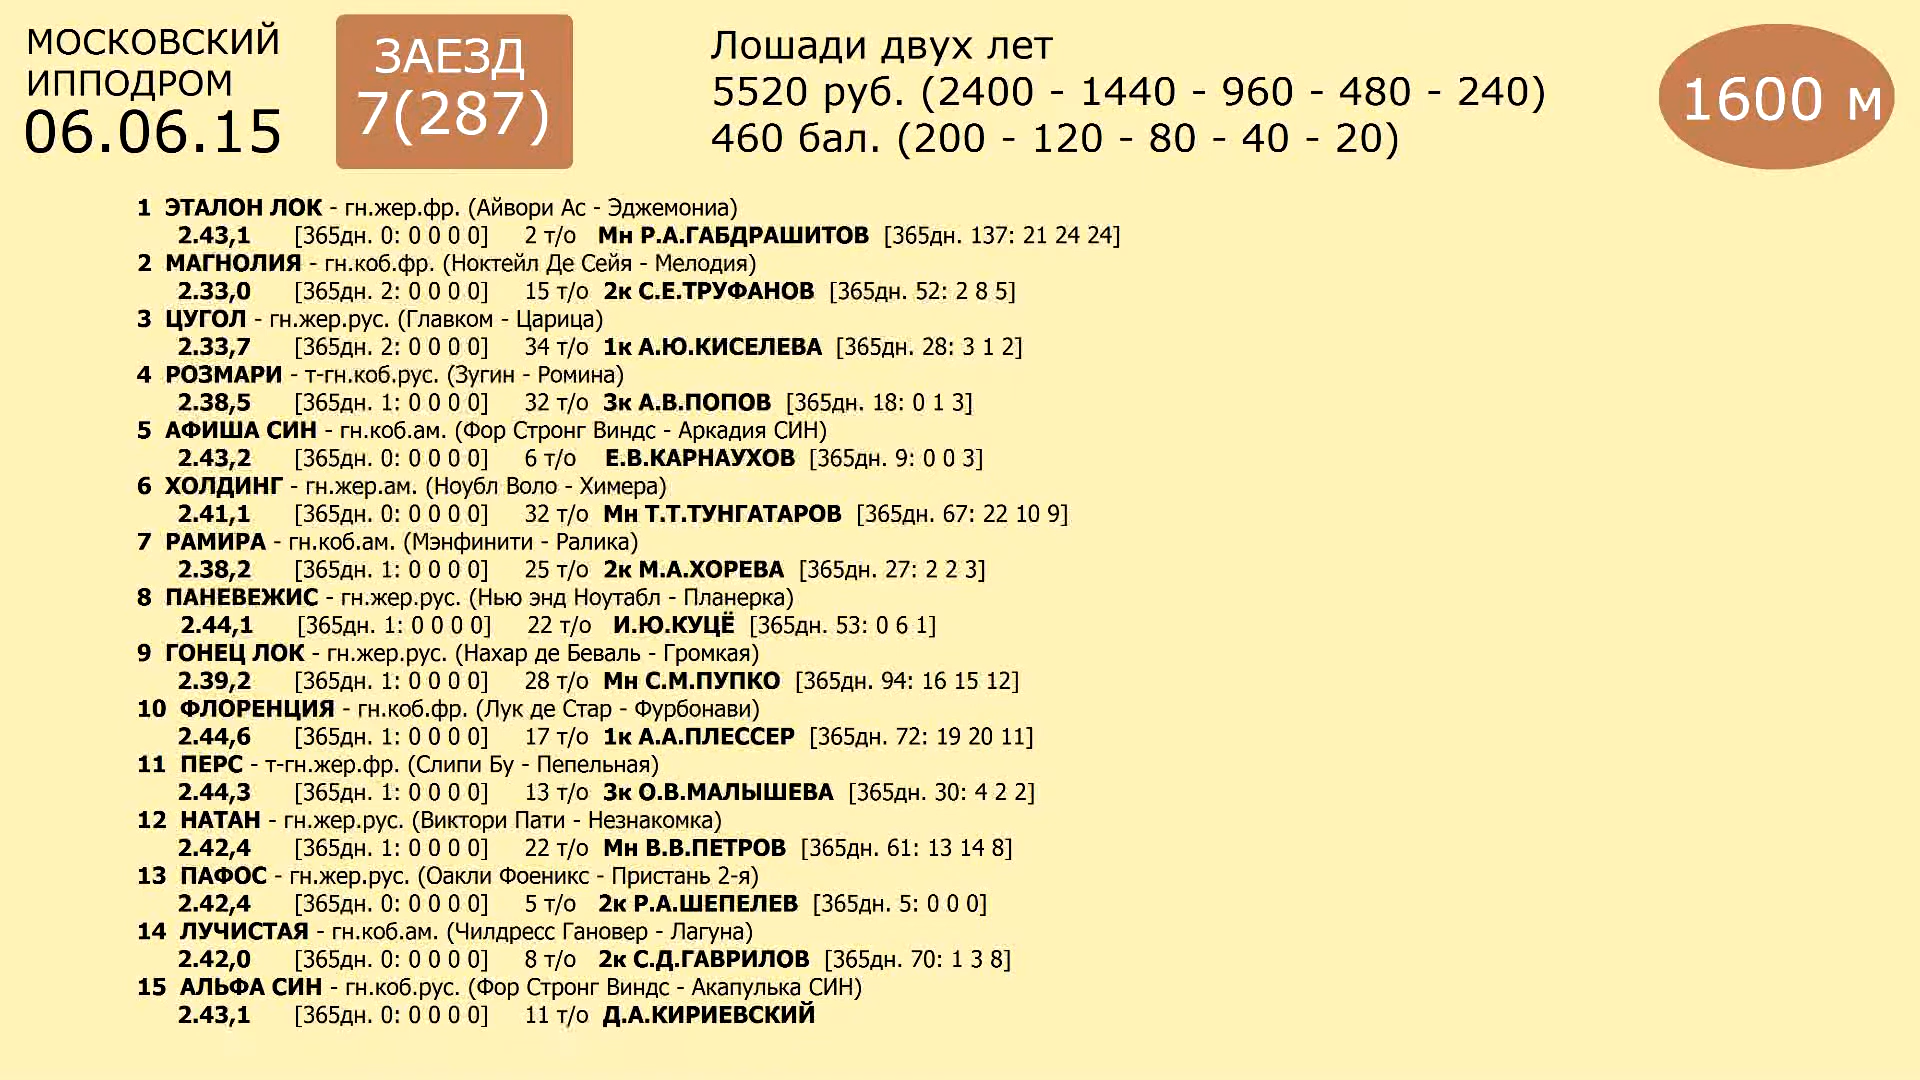 МОСКОВСКИЙ
ИППОДРОМ
06.06.15
ЗАЕЗД
7(287)
Лошади двух лет
5520 руб. (2400 - 1440 - 960 - 480 - 240)
460 бал. (200 - 120 - 80 - 40 - 20)
1600 м
1 ЭТАЛОН ЛОК - гн.жер.фр. (Айвори Ас - Эджемониа)
2.43,1 [365дн. 0: 0 0 0 0] 2 т/о Мн Р.А.ГАБДРАШИТОВ [365дн. 137: 21 24 24]
2 МАГНОЛИЯ - гн.коб.фр. (Ноктейл Де Сейя - Мелодия)
2.33,0 [365дн. 2: 0 0 0 0] 15 т/о 2к С.Е.ТРУФАНОВ [365дн. 52: 2 8 5]
3 ЦУГОЛ - гн.жер.рус. (Главком - Царица)
2.33,7 [365дн. 2: 0 0 0 0] 34 т/о 1к А.Ю.КИСЕЛЕВА [365дн. 28: 3 1 2]
4 РОЗМАРИ - т-гн.коб.рус. (Зугин - Ромина)
2.38,5 [365дн. 1: 0 0 0 0] 32 т/о 3к А.В.ПОПОВ [365дн. 18: 0 1 3]
5 АФИША СИН - гн.коб.ам. (Фор Стронг Виндс - Аркадия СИН)
2.43,2 [365дн. 0: 0 0 0 0] 6 т/о Е.В.КАРНАУХОВ [365дн. 9: 0 0 3]
6 ХОЛДИНГ - гн.жер.ам. (Ноубл Воло - Химера)
2.41,1 [365дн. 0: 0 0 0 0] 32 т/о Мн Т.Т.ТУНГАТАРОВ [365дн. 67: 22 10 9]
7 РАМИРА - гн.коб.ам. (Мэнфинити - Ралика)
2.38,2 [365дн. 1: 0 0 0 0] 25 т/о 2к М.А.ХОРЕВА [365дн. 27: 2 2 3]
8 ПАНЕВЕЖИС - гн.жер.рус. (Нью энд Ноутабл - Планерка)
2.44,1 [365дн. 1: 0 0 0 0] 22 т/о И.Ю.КУЦЁ [365дн. 53: 0 6 1]
9 ГОНЕЦ ЛОК - гн.жер.рус. (Нахар де Беваль - Громкая)
2.39,2 [365дн. 1: 0 0 0 0] 28 т/о Мн С.М.ПУПКО [365дн. 94: 16 15 12]
10 ФЛОРЕНЦИЯ - гн.коб.фр. (Лук де Стар - Фурбонави)
2.44,6 [365дн. 1: 0 0 0 0] 17 т/о 1к А.А.ПЛЕССЕР [365дн. 72: 19 20 11]
11 ПЕРС - т-гн.жер.фр. (Слипи Бу - Пепельная)
2.44,3 [365дн. 1: 0 0 0 0] 13 т/о 3к О.В.МАЛЫШЕВА [365дн. 30: 4 2 2]
12 НАТАН - гн.жер.рус. (Виктори Пати - Незнакомка)
2.42,4 [365дн. 1: 0 0 0 0] 22 т/о Мн В.В.ПЕТРОВ [365дн. 61: 13 14 8]
13 ПАФОС - гн.жер.рус. (Оакли Фоеникс - Пристань 2-я)
2.42,4 [365дн. 0: 0 0 0 0] 5 т/о 2к Р.А.ШЕПЕЛЕВ [365дн. 5: 0 0 0]
14 ЛУЧИСТАЯ - гн.коб.ам. (Чилдресс Гановер - Лагуна)
2.42,0 [365дн. 0: 0 0 0 0] 8 т/о 2к С.Д.ГАВРИЛОВ [365дн. 70: 1 3 8]
15 АЛЬФА СИН - гн.коб.рус. (Фор Стронг Виндс - Акапулька СИН)
2.43,1 [365дн. 0: 0 0 0 0] 11 т/о Д.А.КИРИЕВСКИЙ